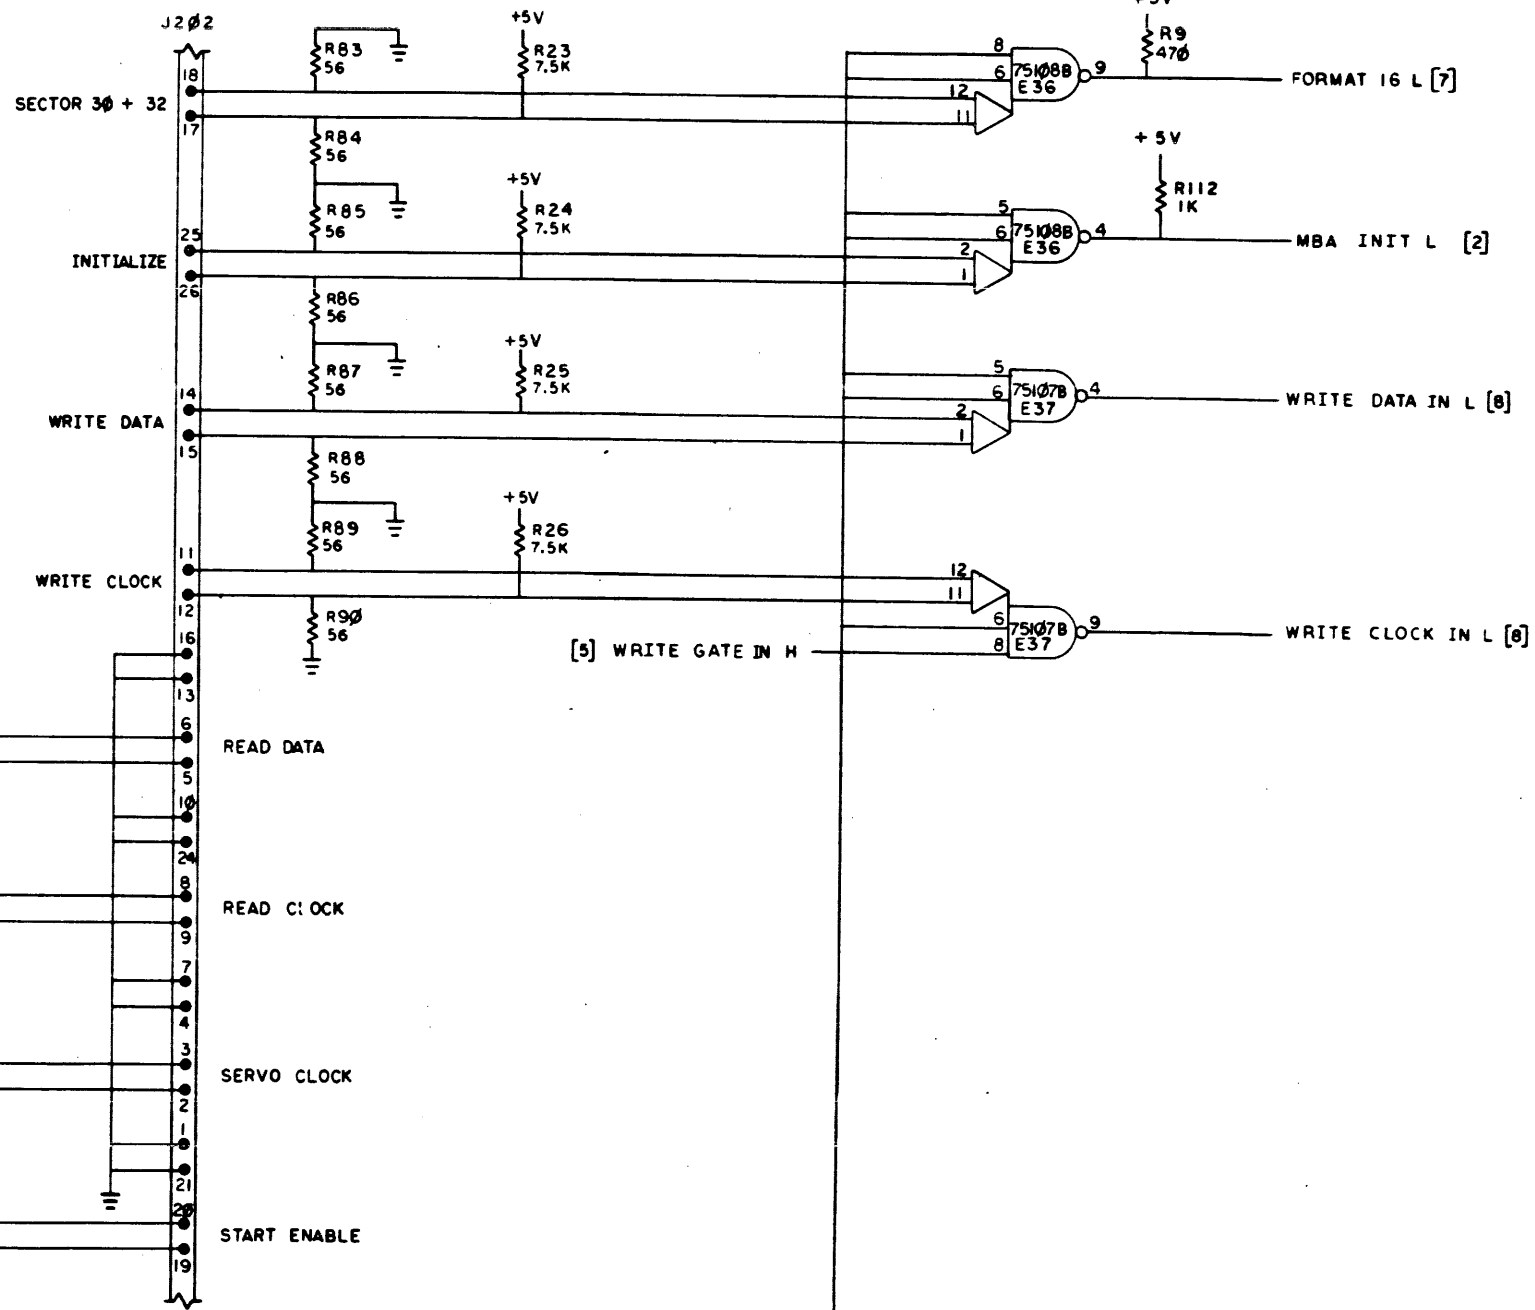 J2Ø2
+5V
+5V
R83
56
R23
7.5K
R9
47Ø
18
SECTOR 3Ø + 32
17
8
6
12
11
751Ø8B
E36
9
FORMAT 16 L [7]
R84
56
+5V
+5V
R85
56
R24
7.5K
R112
1K
25
INITIALIZE
26
5
6
2
1
751Ø8B
E36
4
MBA INIT L [2]
R86
56
+5V
R87
56
R25
7.5K
14
WRITE DATA
15
5
6
2
1
751Ø7B
E37
4
WRITE DATA IN L [8]
R88
56
+5V
R89
56
R26
7.5K
11
WRITE CLOCK
12
12
11
R9Ø
56
[5] WRITE GATE IN H
6
8
751Ø7B
E37
9
WRITE CLOCK IN L [8]
16
13
6
READ DATA
5
1Ø
24
8
READ CLOCK
9
7
4
3
SERVO CLOCK
2
1
21
2Ø
START ENABLE
19